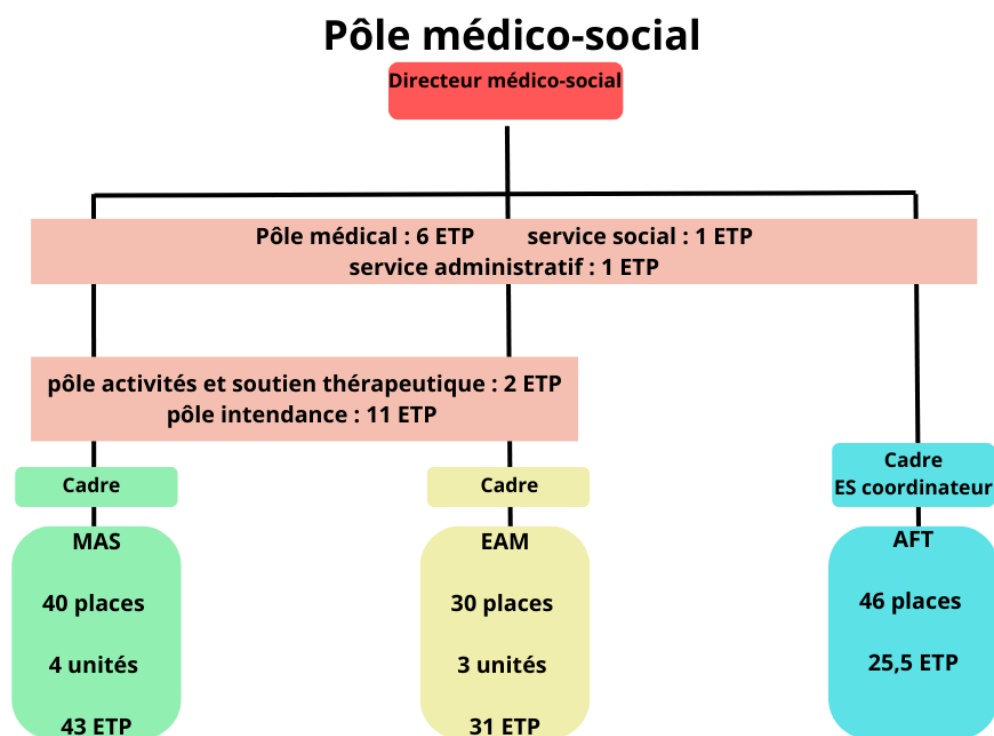 Pôle médico-social
Directeur médico-social
Pôle médical : 6 ETP service social : 1 ETP
service administratif : 1 ETP
pôle activités et soutien thérapeutique : 2 ETP
pôle intendance : 11 ETP
Cadre
MAS
40 places
4 unités
43 ETP
Cadre
EAM
30 places
3 unités
31 ETP
Cadre
ES coordinateur
AFT
46 places
25,5 ETP